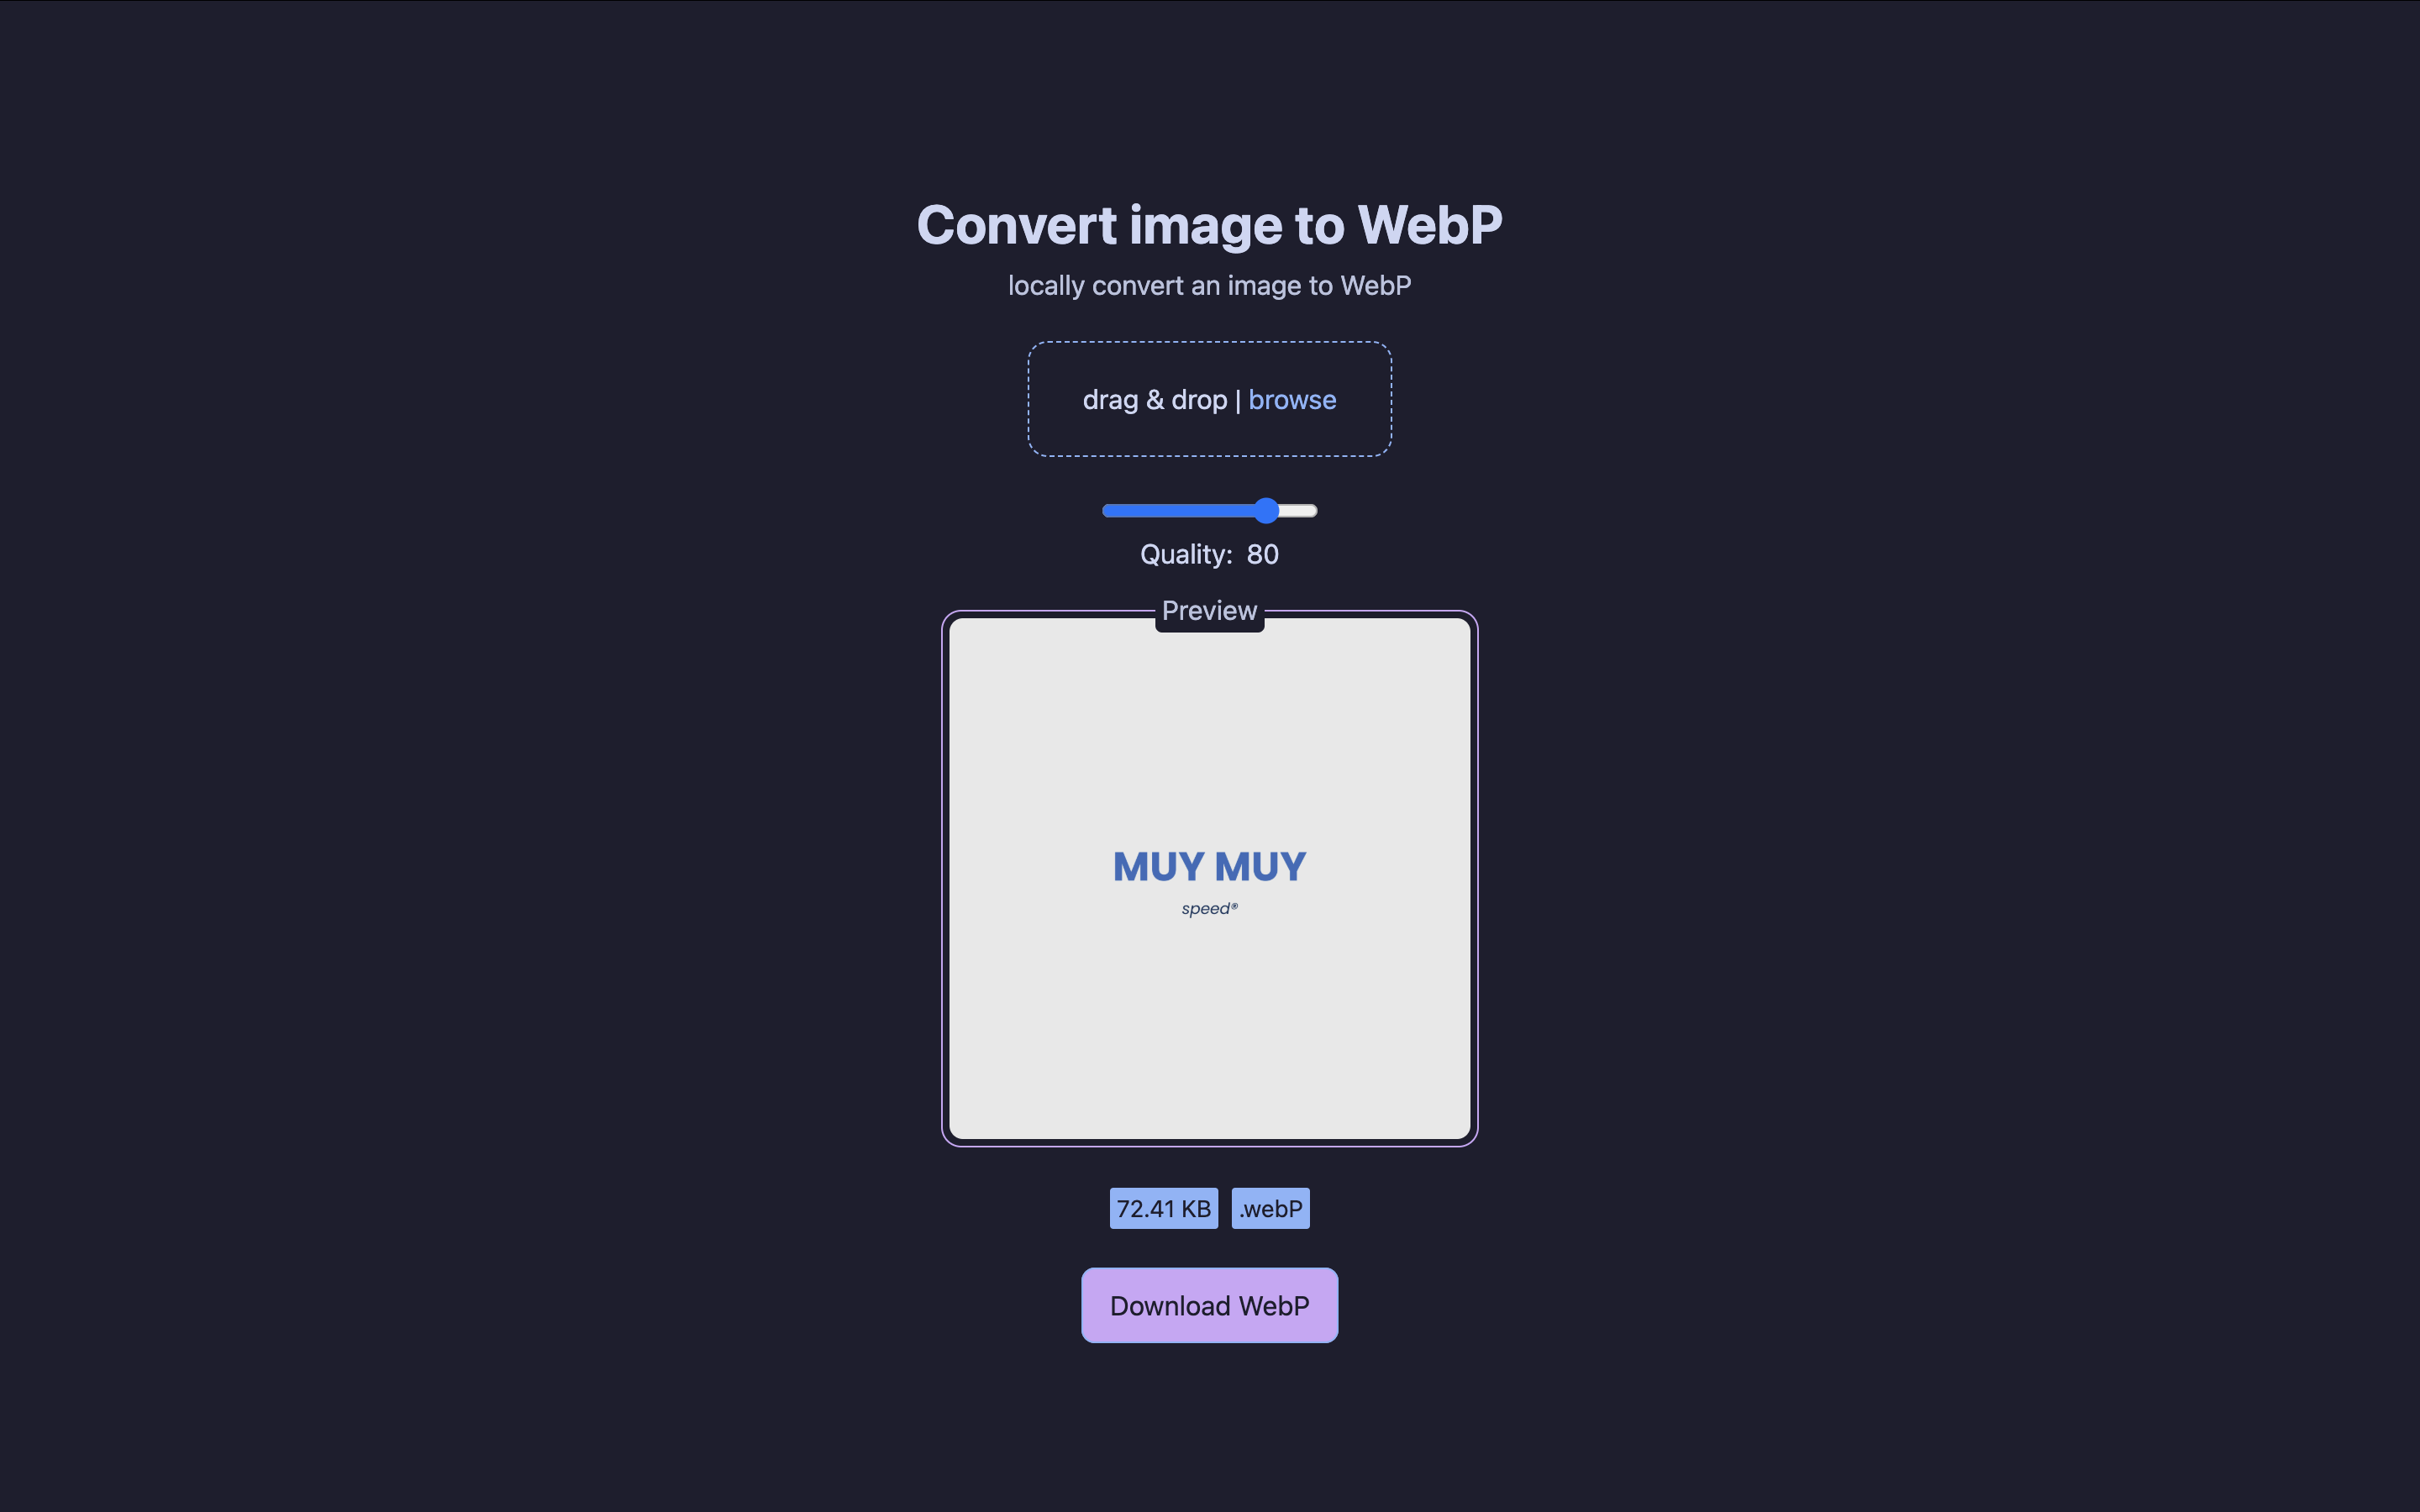 Convert image to WebP
locally convert an image to WebP
drag & drop | browse
Quality: 80
Preview
MUY MUY
speed®
72.41 KB .webP
Download WebP